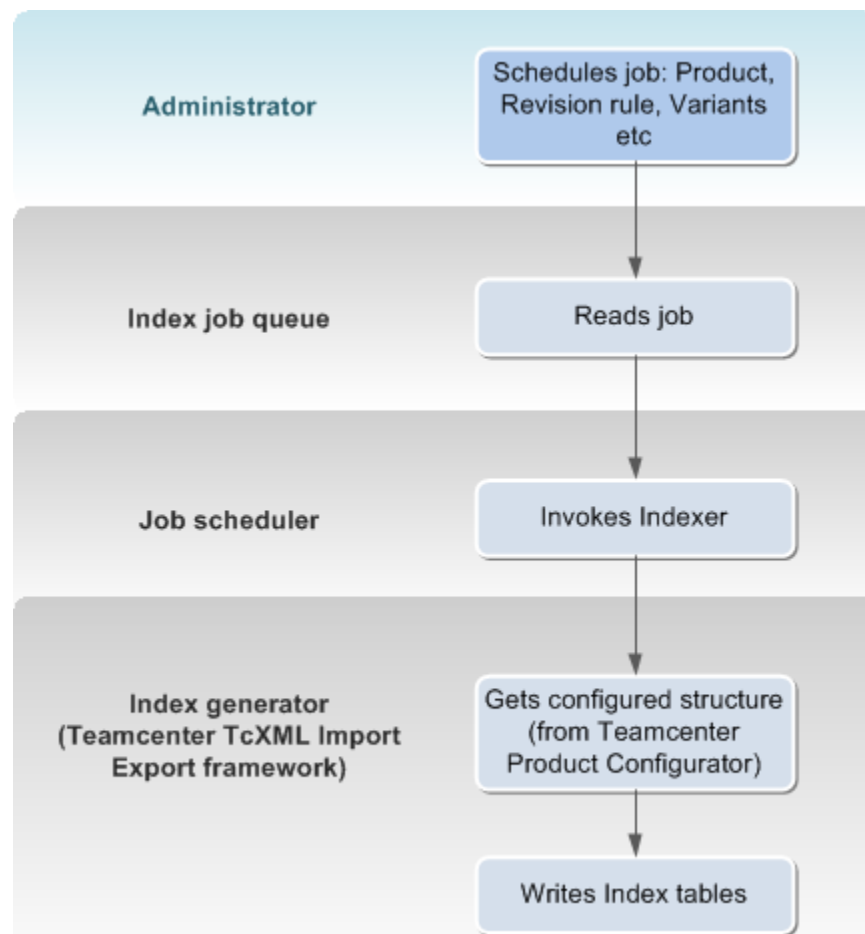 Administrator
Schedules job: Product,
Revision rule, Variants
etc
Index job queue
Reads job
Job scheduler
Invokes Indexer
Index generator
(Teamcenter TcXML Import
Export framework)
Gets configured structure
(from Teamcenter
Product Configurator)
Writes Index tables